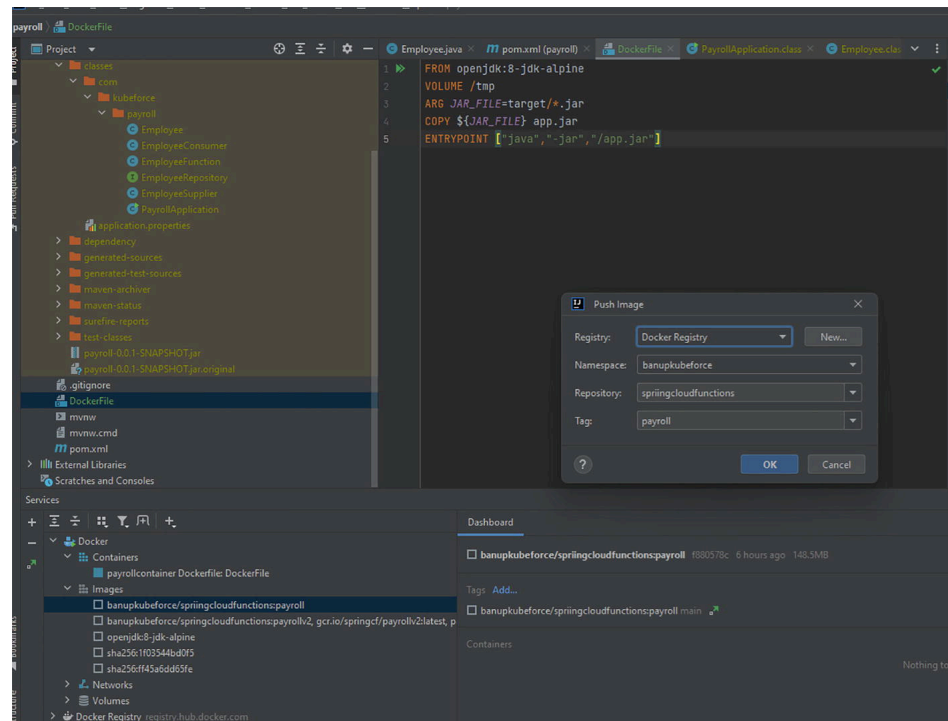 payroll DockerFile
Project
Employee.java
pom.xml (payroll)
DockerFile
PayrollApplication.class
Employee.clas
classes
com
kubeforce
payroll
Employee
EmployeeConsumer
EmployeeFunction
EmployeeRepository
EmployeeSupplier
PayrollApplication
application.properties
dependency
generated-sources
generated-test-sources
maven-archiver
maven-status
surefire-reports
test-classes
payroll-0.0.1-SNAPSHOT.jar
payroll-0.0.1-SNAPSHOT.jar.original
.gitignore
DockerFile
mvnw
mvnw.cmd
pom.xml
External Libraries
Scratches and Consoles
1 FROM openjdk:8-jdk-alpine
2 VOLUME /tmp
3 ARG JAR_FILE=target/*.jar
4 COPY ${JAR_FILE} app.jar
5 ENTRYPOINT ["java","-jar","/app.jar"]
Push Image
Registry: Docker Registry New...
Namespace: banupkubeforce
Repository: spriingcloudfunctions
Tag: payroll
? OK Cancel
Services
Docker
Containers
payrollcontainer Dockerfile: DockerFile
Images
banupkubeforce/spriingcloudfunctions:payroll
banupkubeforce/springcloudfunctions:payrollv2, gcr.io/springcf/payrollv2:latest, p
openjdk:8-jdk-alpine
sha256:1f03544bd0f5
sha256:ff45a6dd65fe
Networks
Volumes
Docker Registry registry.hub.docker.com
Dashboard
banupkubeforce/spriingcloudfunctions:payroll f880578c 6 hours ago 148.5MB
Tags Add...
banupkubeforce/spriingcloudfunctions:payroll main
Containers
Nothing to